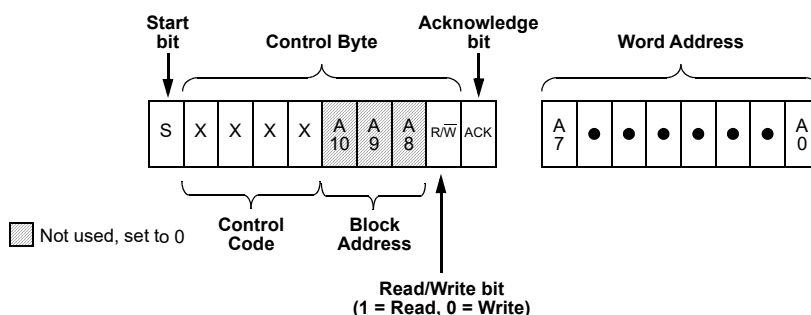 Start
bit
Control Byte
Acknowledge
bit
Word Address
S X X X X A
10 A
9 A
8 R/W̅ ACK A
7 • • • • • • A
0
Control
Code
Block
Address
Not used, set to 0
Read/Write bit
(1 = Read, 0 = Write)